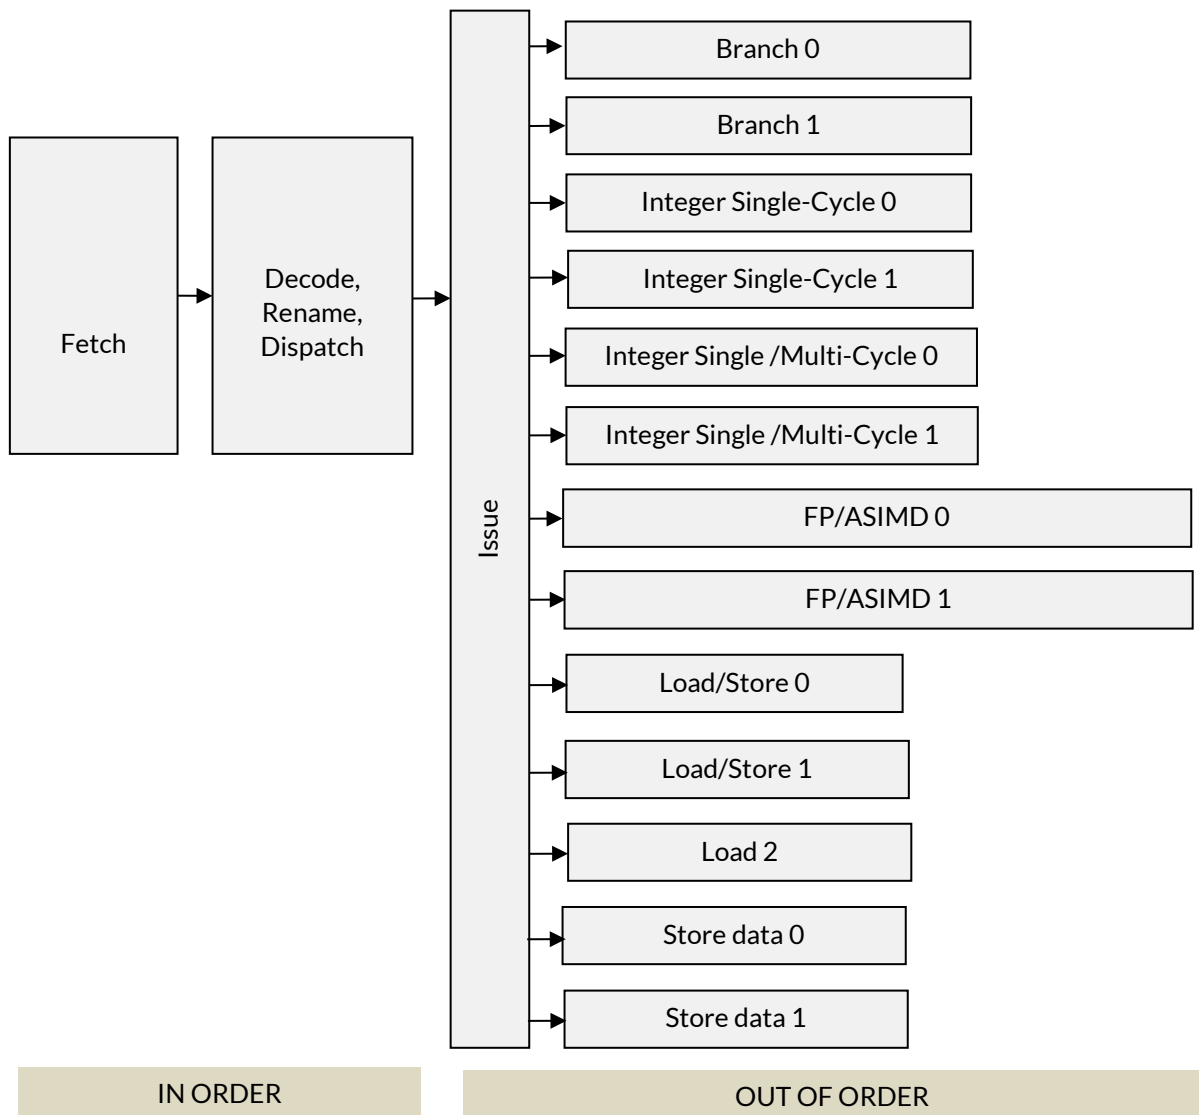 Fetch
Decode,
Rename,
Dispatch
Issue
Branch 0
Branch 1
Integer Single-Cycle 0
Integer Single-Cycle 1
Integer Single /Multi-Cycle 0
Integer Single /Multi-Cycle 1
FP/ASIMD 0
FP/ASIMD 1
Load/Store 0
Load/Store 1
Load 2
Store data 0
Store data 1
IN ORDER
OUT OF ORDER